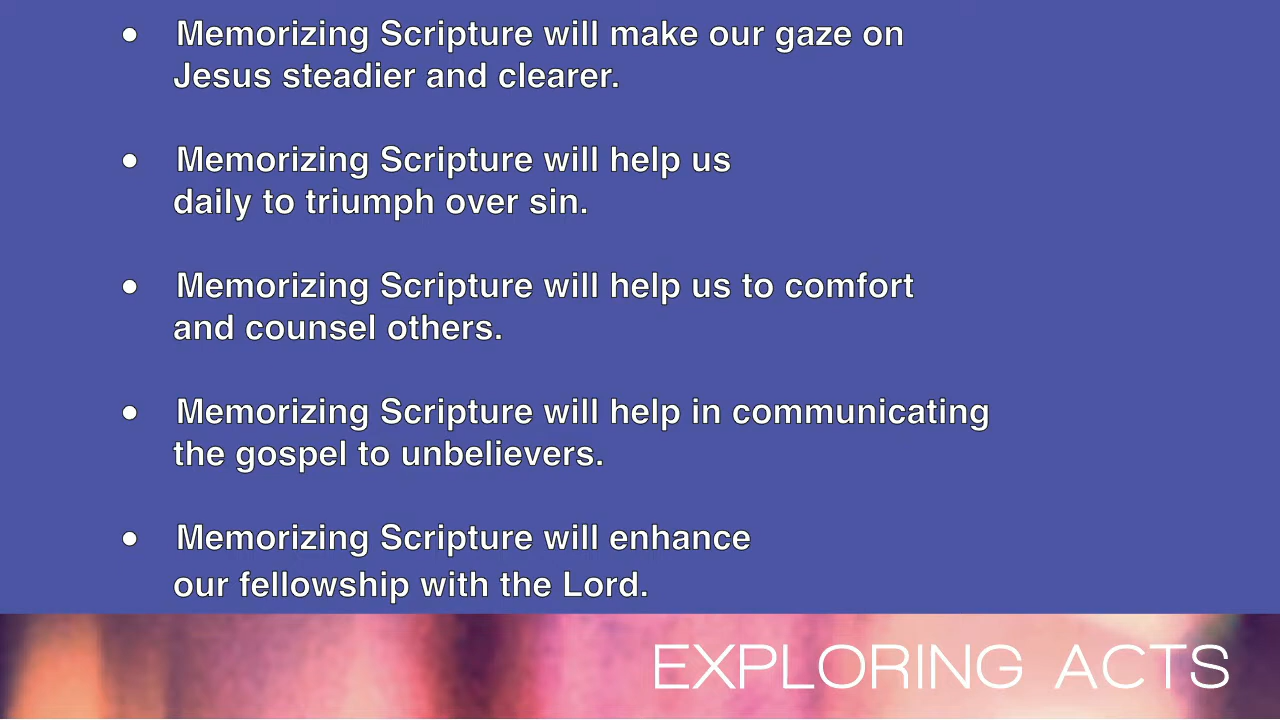 • Memorizing Scripture will make our gaze on
Jesus steadier and clearer.
• Memorizing Scripture will help us
daily to triumph over sin.
• Memorizing Scripture will help us to comfort
and counsel others.
• Memorizing Scripture will help in communicating
the gospel to unbelievers.
• Memorizing Scripture will enhance
our fellowship with the Lord.
EXPLORING ACTS